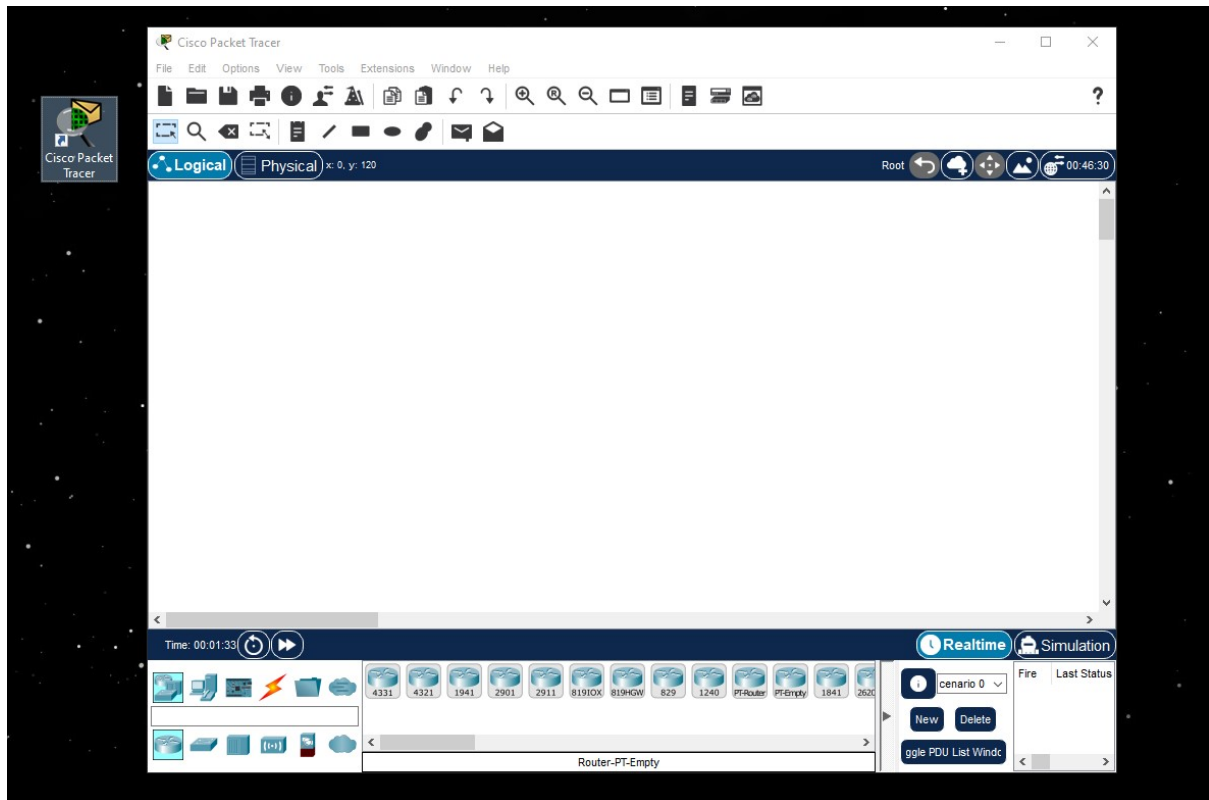 Cisco Packet
Tracer
Cisco Packet Tracer
File Edit Options View Tools Extensions Window Help
?
Logical Physical x: 0, y: 120 Root 00:46:30
Time: 00:01:33 Realtime Simulation
4331 4321 1941 2901 2911 819IOX 819HGW 829 1240 PT-Router PT-Empty 1841 2620
cenario 0 Fire Last Status
New Delete
ggle PDU List Windo
Router-PT-Empty